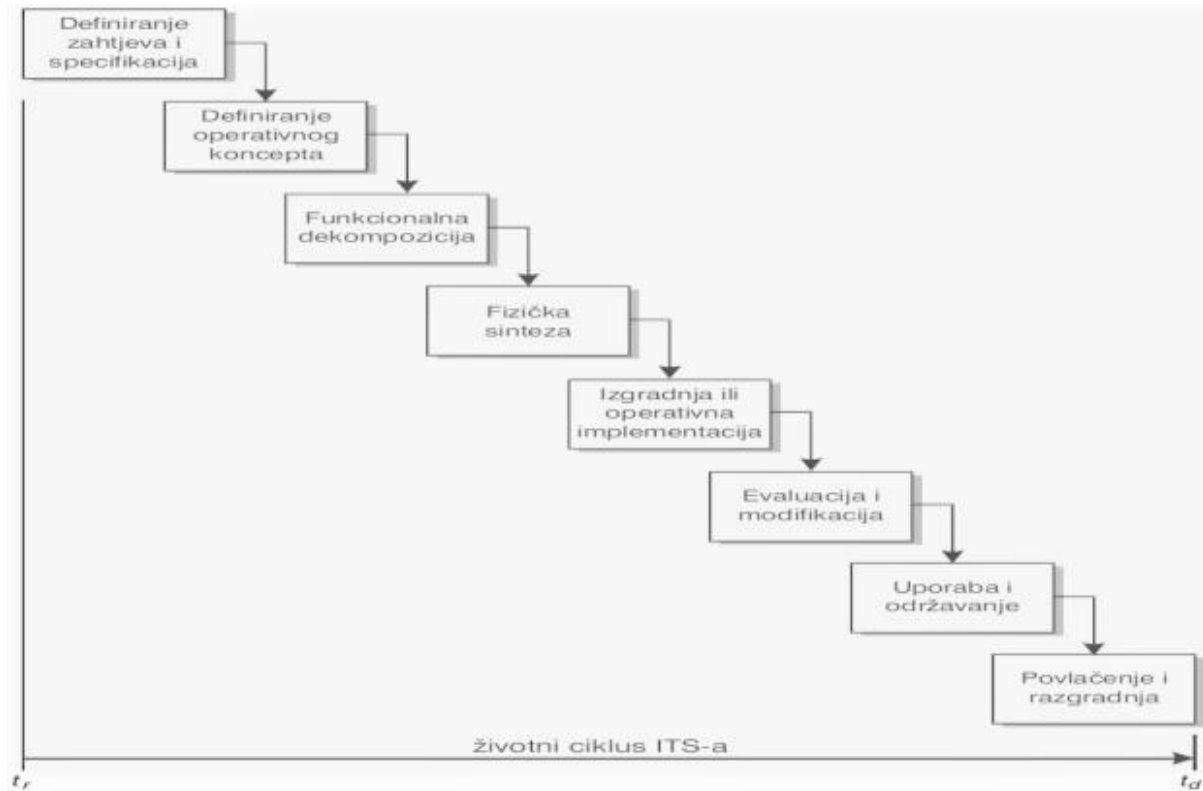 Definiranje
zahtjeva i
specifikacija
Definiranje
operativnog
koncepta
Funkcionalna
dekompozicija
Fizička
sinteza
Izgradnja ili
operativna
implementacija
Evaluacija i
modifikacija
Uporaba i
održavanje
Povlačenje i
razgradnja
životni ciklus ITS-a
t_r
t_d